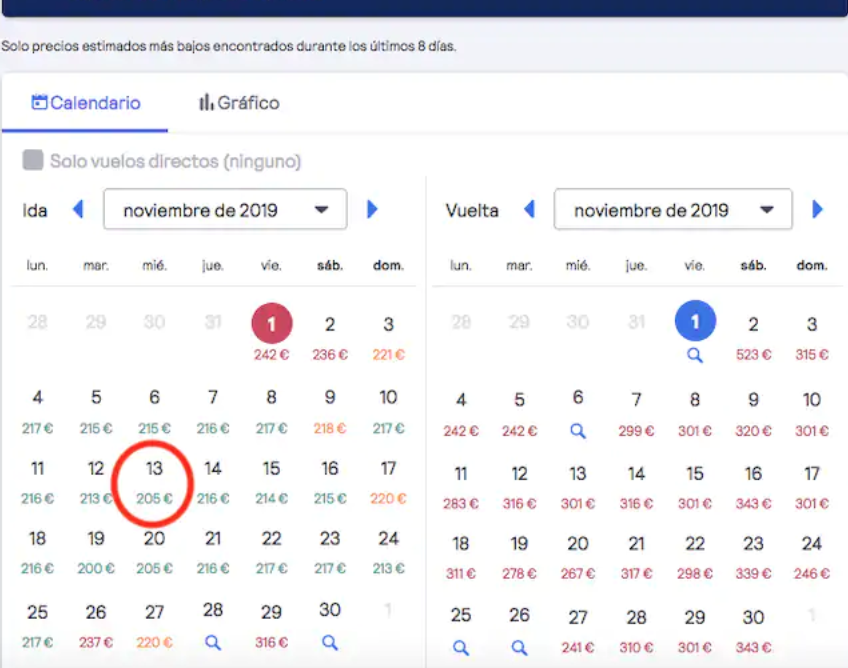 Solo precios estimados más bajos encontrados durante los últimos 8 días.
Calendario Gráfico
Solo vuelos directos (ninguno)
Ida noviembre de 2019
lun. mar. mié. jue. vie. sáb. dom.
28 29 30 31 1 2 3
242 € 236 € 221 €
4 5 6 7 8 9 10
217 € 215 € 215 € 216 € 217 € 218 € 217 €
11 12 13 14 15 16 17
216 € 213 € 205 € 216 € 214 € 215 € 220 €
18 19 20 21 22 23 24
216 € 200 € 205 € 216 € 217 € 217 € 213 €
25 26 27 28 29 30 1
217 € 237 € 220 € 316 €
Vuelta noviembre de 2019
lun. mar. mié. jue. vie. sáb. dom.
28 29 30 31 1 2 3
523 € 315 €
4 5 6 7 8 9 10
242 € 242 € 299 € 301 € 320 € 301 €
11 12 13 14 15 16 17
283 € 316 € 301 € 316 € 301 € 343 € 301 €
18 19 20 21 22 23 24
311 € 278 € 267 € 317 € 298 € 339 € 246 €
25 26 27 28 29 30 1
241 € 310 € 301 € 343 €